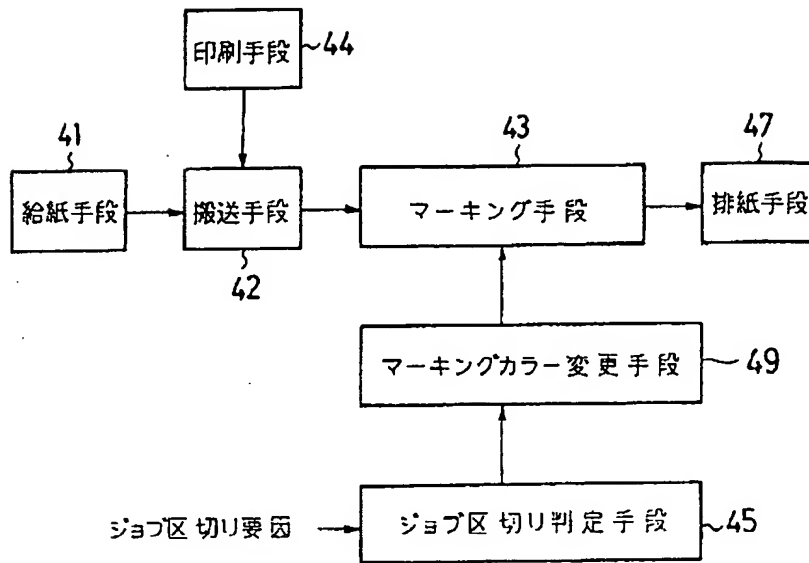 印刷手段
44
41
43
47
給紙手段
搬送手段
マーキング手段
排紙手段
42
マーキングカラー変更手段
49
ジョブ区切り要因
ジョブ区切り判定手段
45